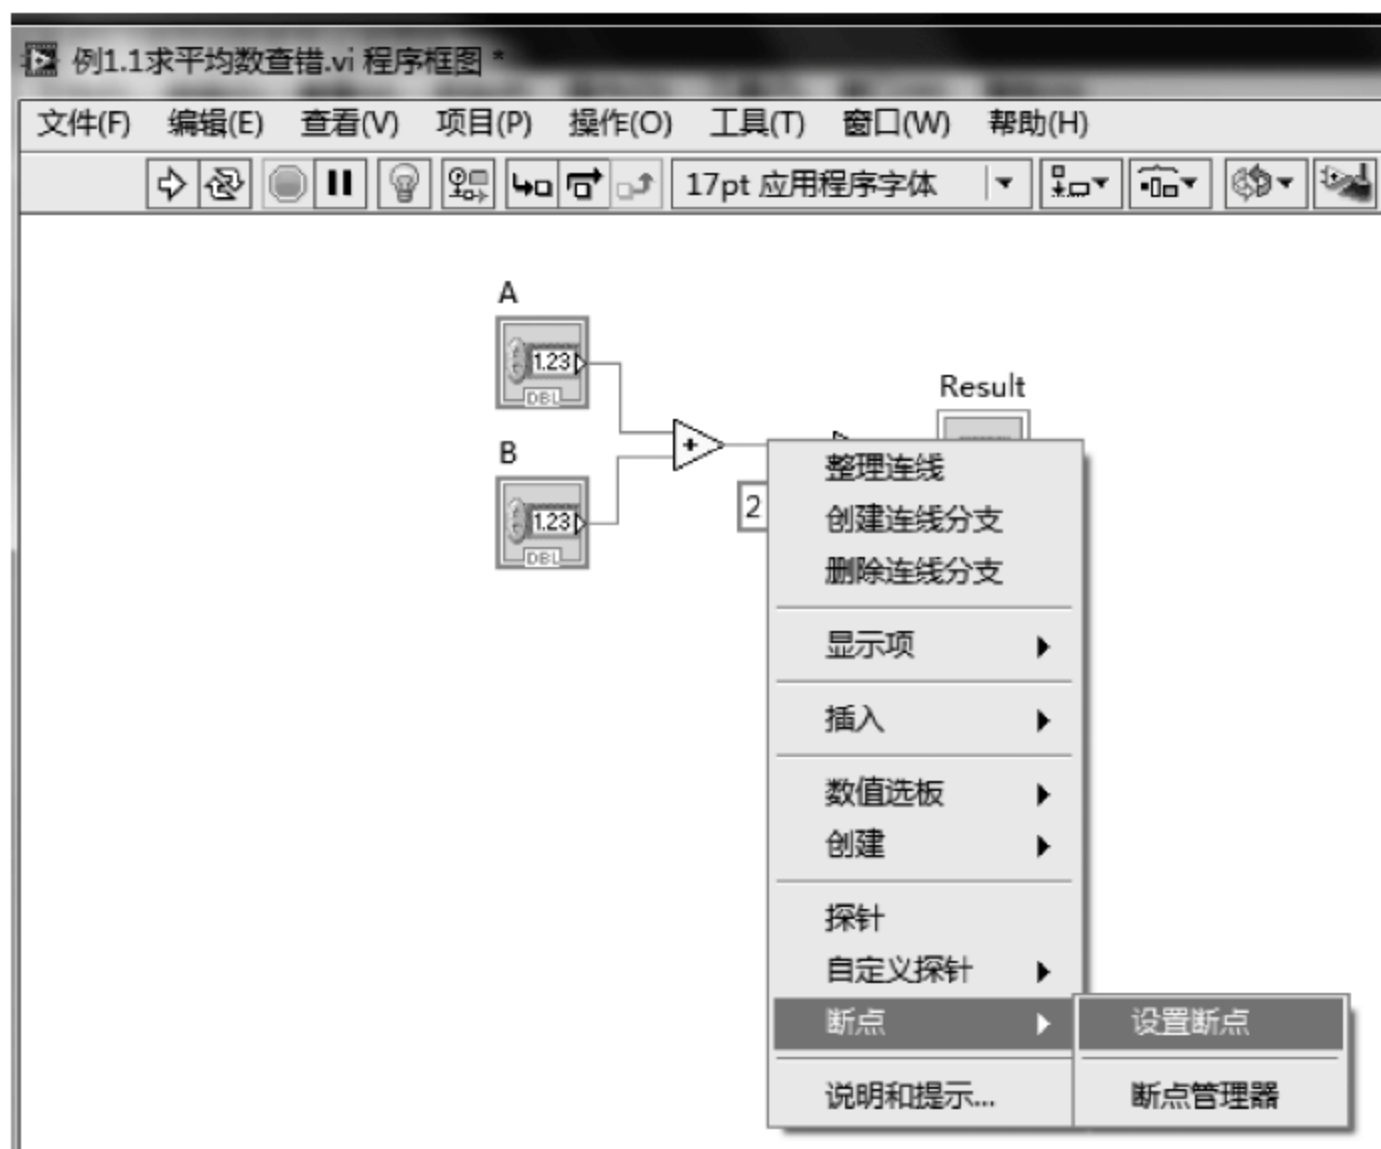 例1.1求平均数查错.vi 程序框图 *
文件(F) 编辑(E) 查看(V) 项目(P) 操作(O) 工具(T) 窗口(W) 帮助(H)
17pt 应用程序字体
A
1.23
DBL
Result
B
1.23
DBL
2
整理连线
创建连线分支
删除连线分支
显示项
插入
数值选板
创建
探针
自定义探针
断点
设置断点
说明和提示...
断点管理器